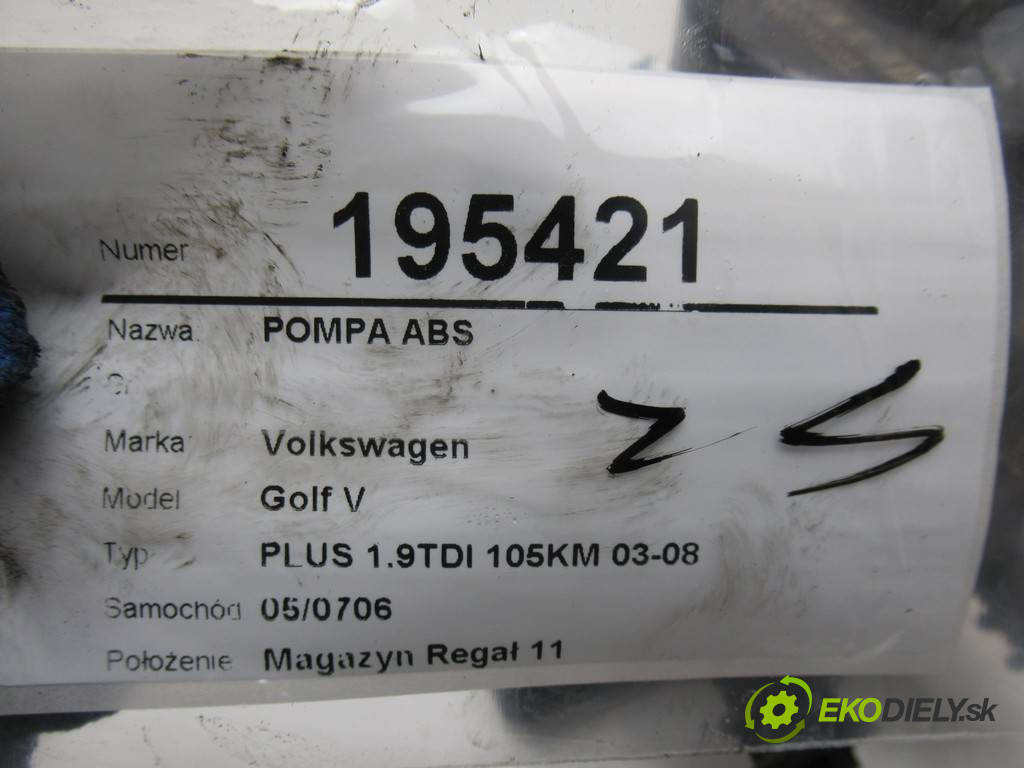 Numer 195421
Nazwa: POMPA ABS
Marka: Volkswagen
Model Golf V
Typ PLUS 1.9TDI 105KM 03-08
Samochód 05/0706
Położenie Magazyn Regał 11
EKODIELY.sk